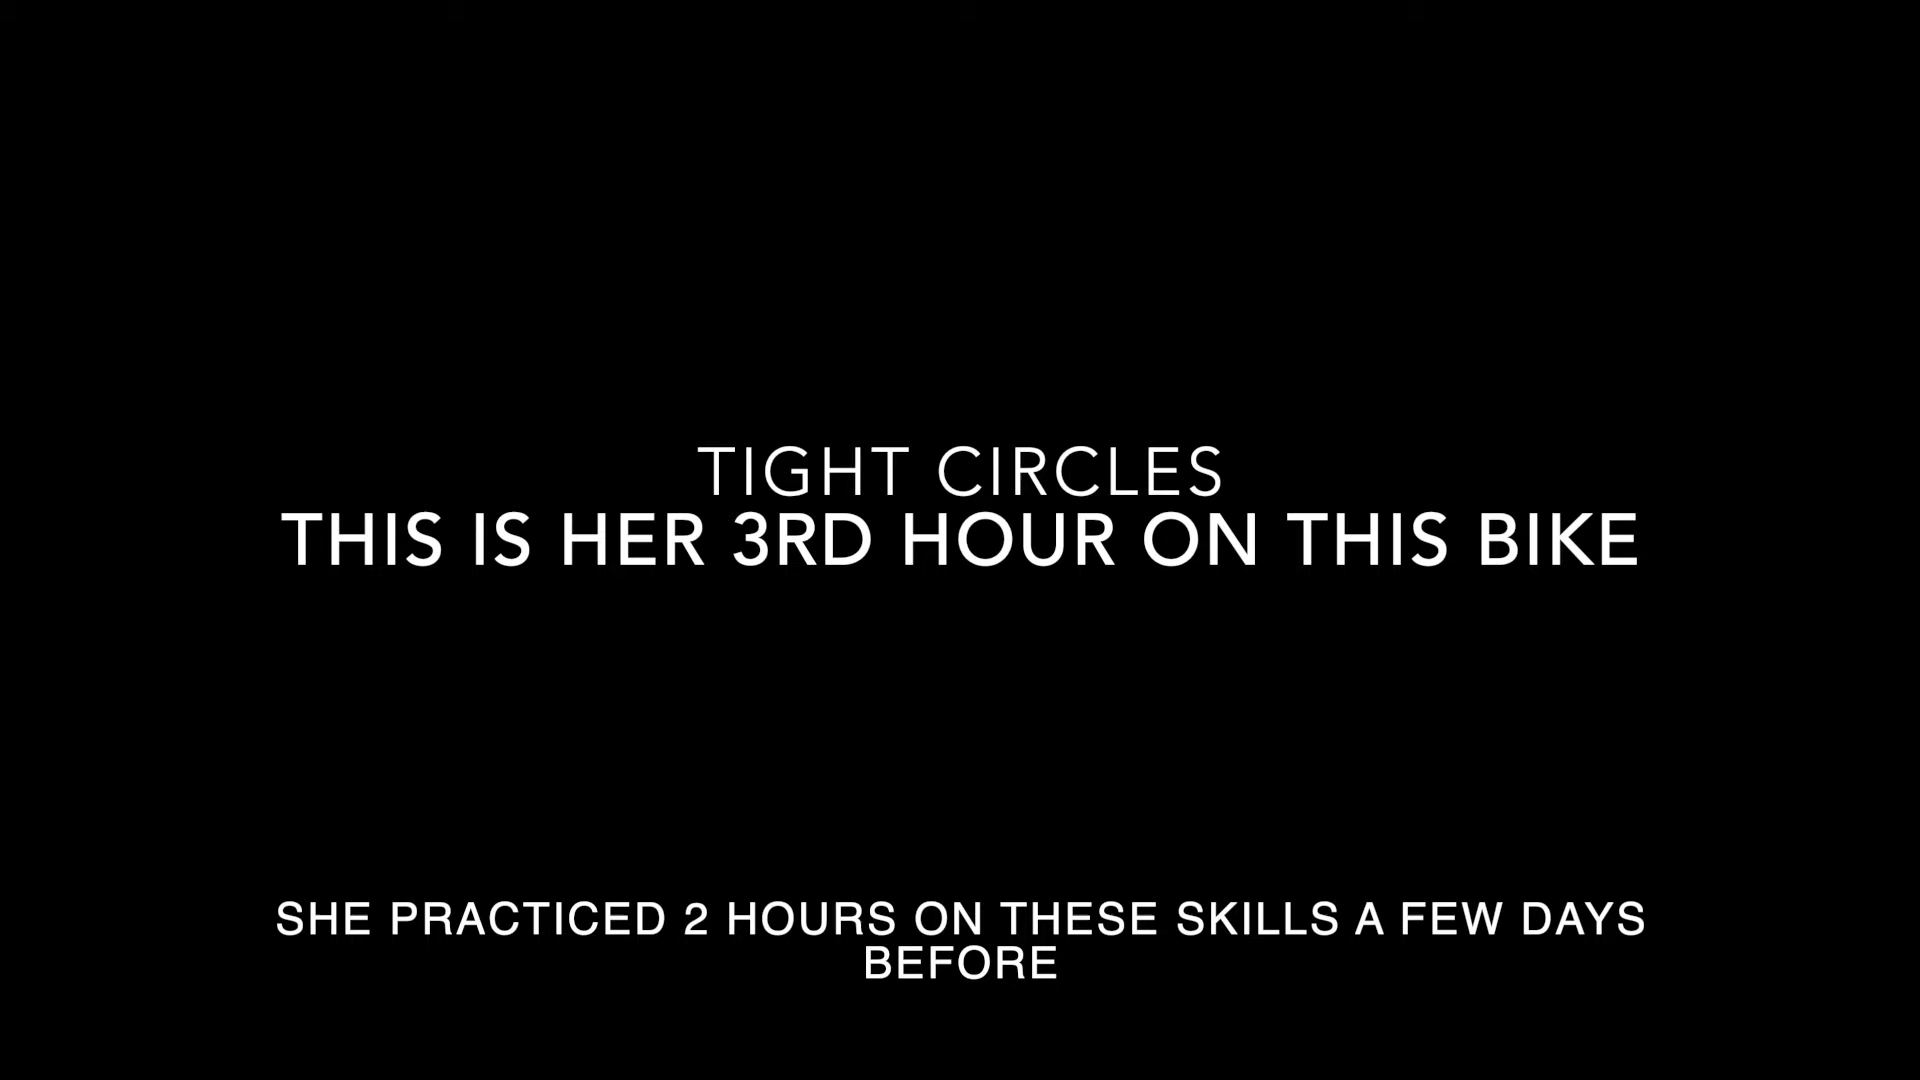 TIGHT CIRCLES
THIS IS HER 3RD HOUR ON THIS BIKE
SHE PRACTICED 2 HOURS ON THESE SKILLS A FEW DAYS
BEFORE